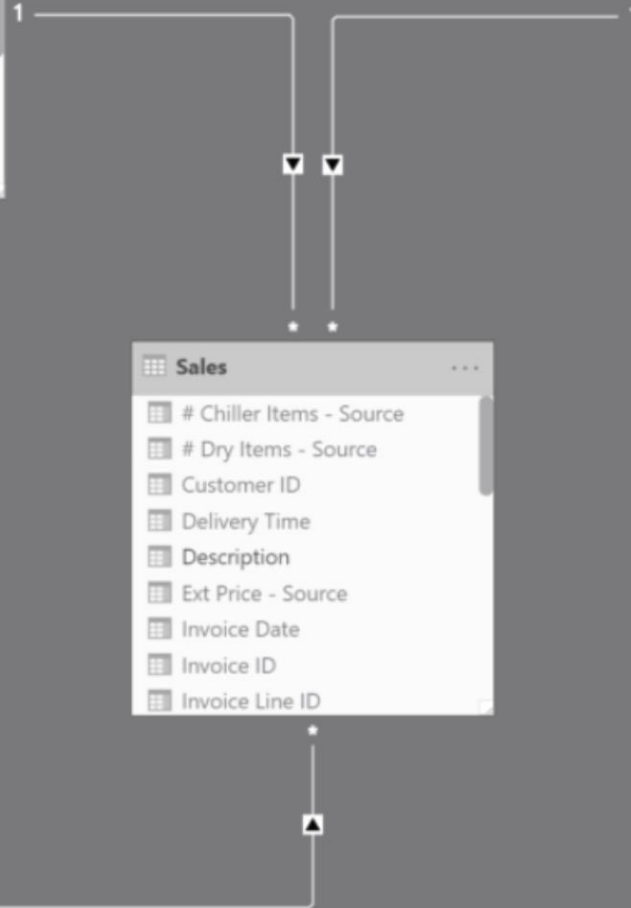 1
*
*
Sales ...
# Chiller Items - Source
# Dry Items - Source
Customer ID
Delivery Time
Description
Ext Price - Source
Invoice Date
Invoice ID
Invoice Line ID
*